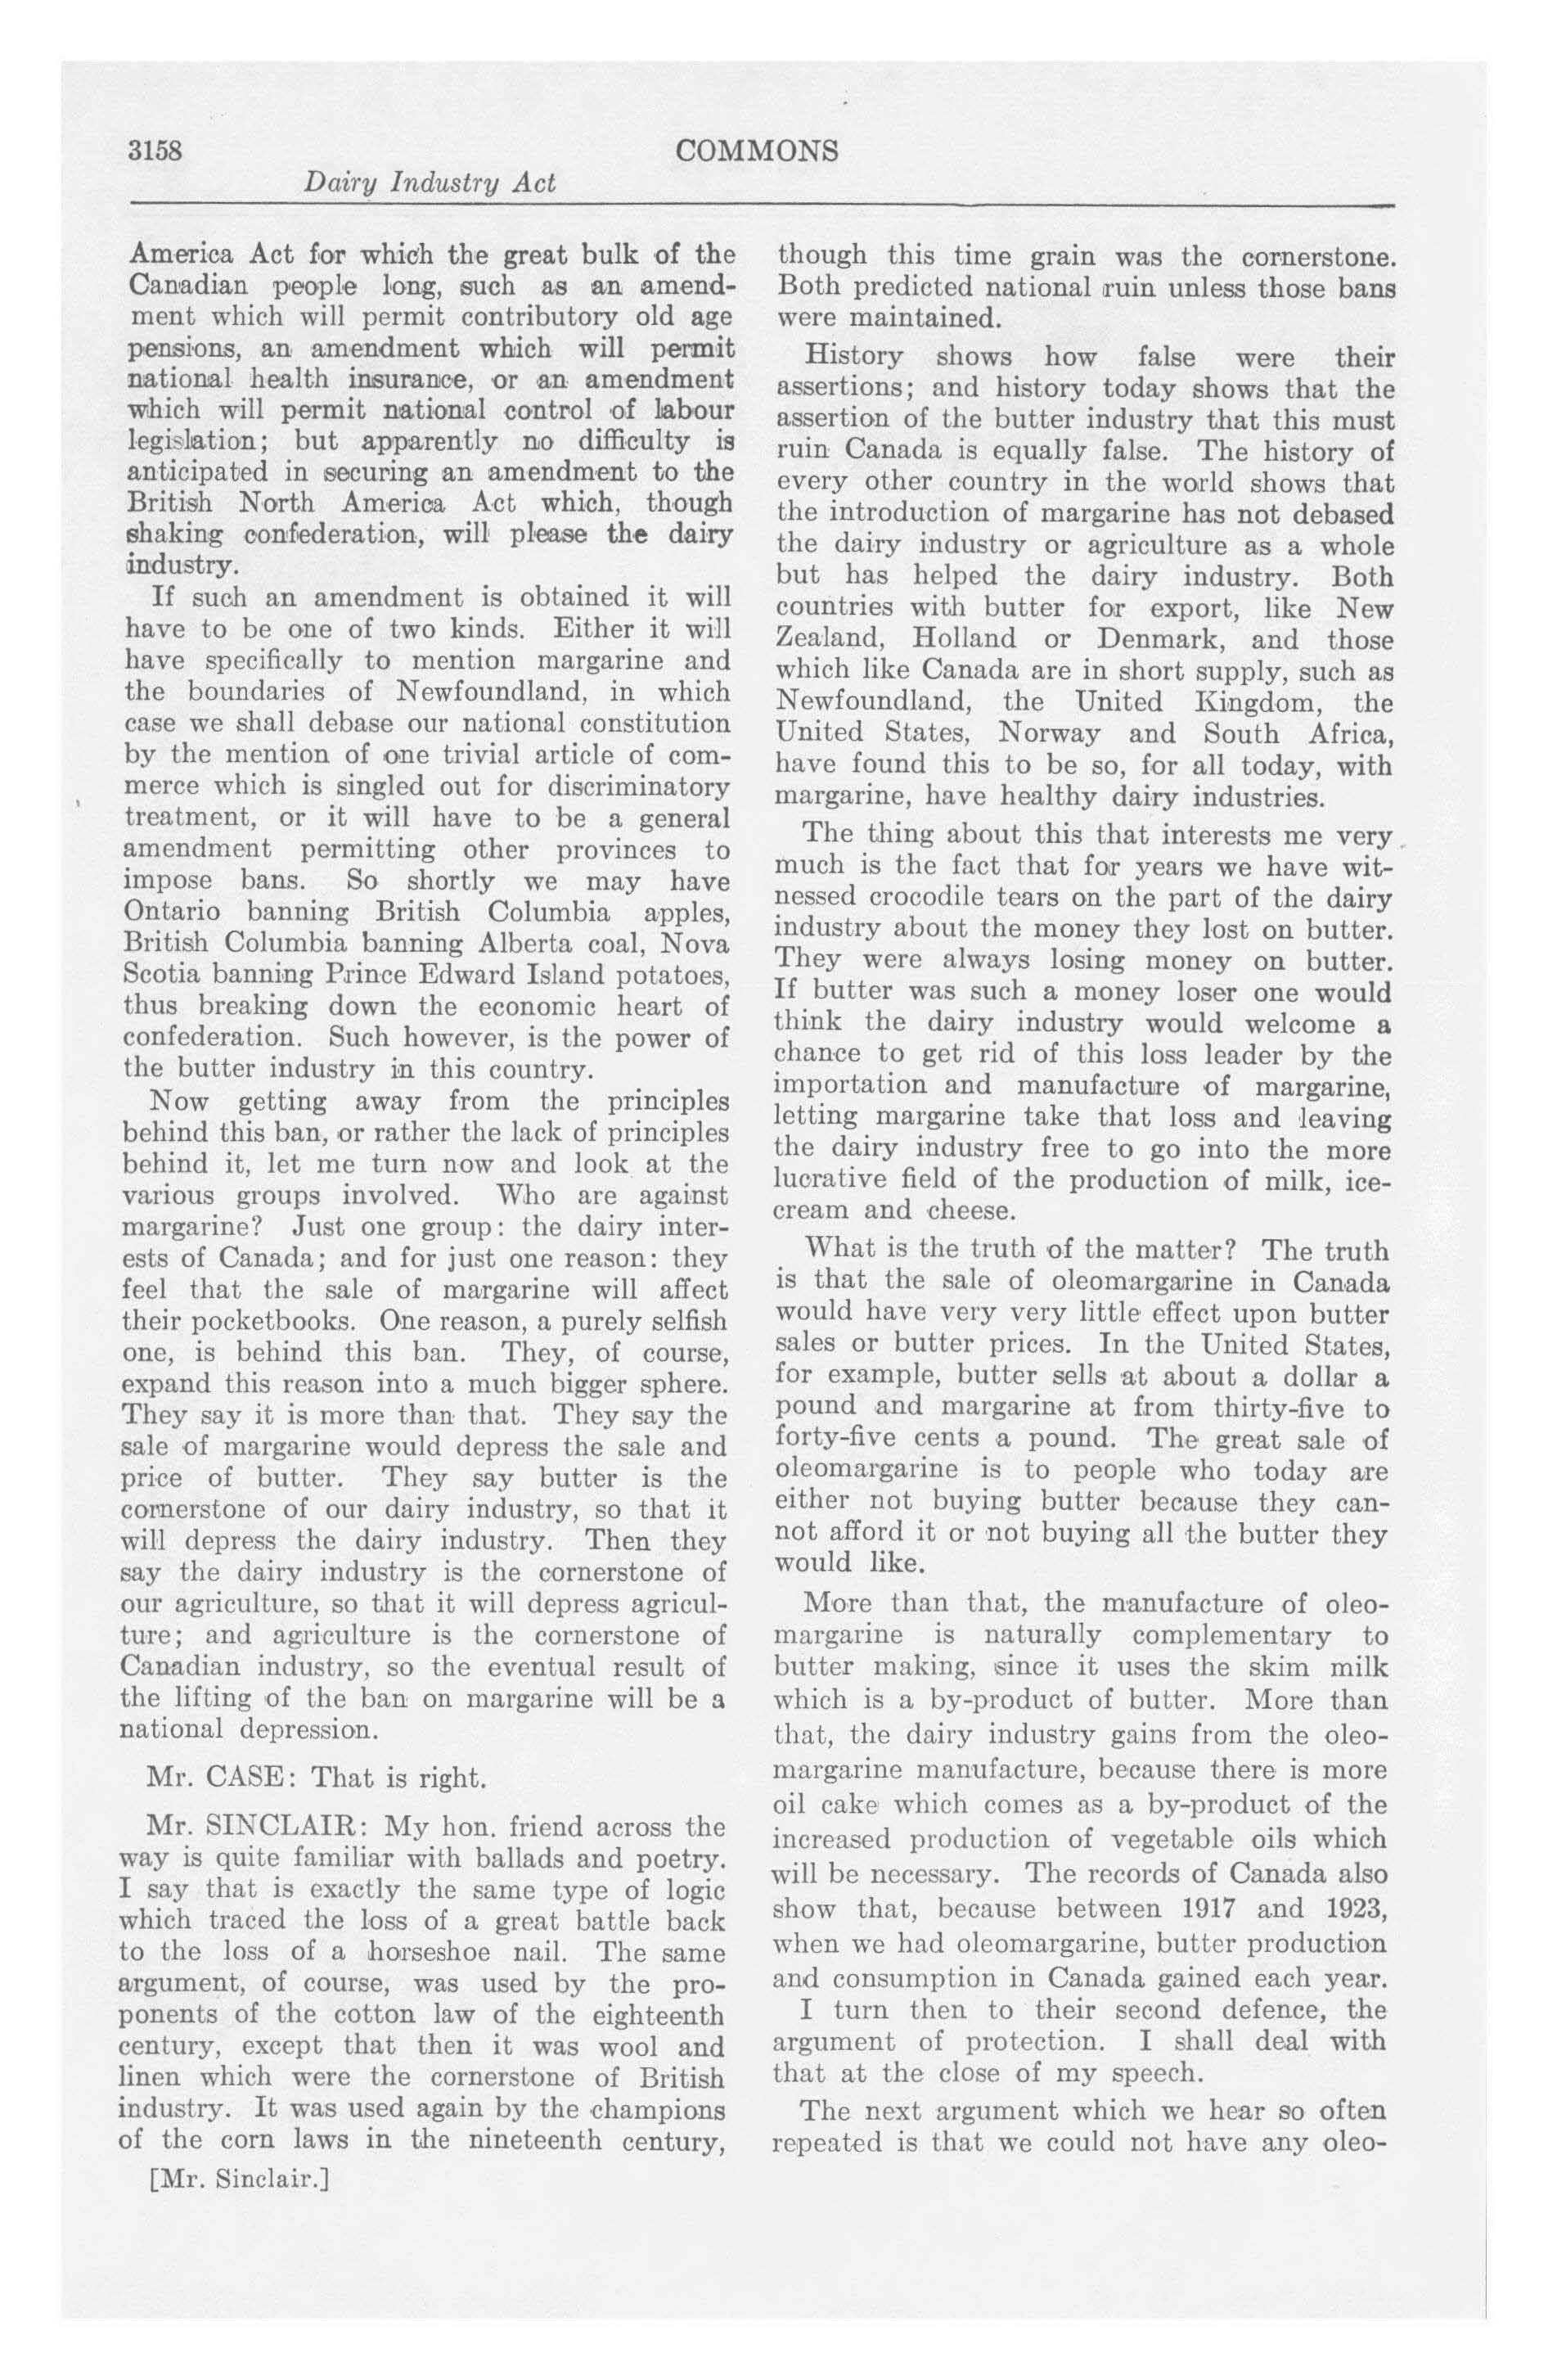 3158
COMMONS
Dairy Industry Act
America Act for which the great bulk of the
Canadian people long, such as an amend-
ment which will permit contributory old age
pensions, an amendment which will permit
national health insurance, or an amendment
which will permit national control of labour
legislation; but apparently no difficulty is
anticipated in securing an amendment to the
British North America Act which, though
shaking confederation, will please the dairy
industry.
If such an amendment is obtained it will
have to be one of two kinds. Either it will
have specifically to mention margarine and
the boundaries of Newfoundland, in which
case we shall debase our national constitution
by the mention of one trivial article of com-
merce which is singled out for discriminatory
treatment, or it will have to be a general
amendment permitting other provinces to
impose bans. So shortly we may have
Ontario banning British Columbia apples,
British Columbia banning Alberta coal, Nova
Scotia banning Prince Edward Island potatoes,
thus breaking down the economic heart of
confederation. Such however, is the power of
the butter industry in this country.
Now getting away from the principles
behind this ban, or rather the lack of principles
behind it, let me turn now and look at the
various groups involved. Who are against
margarine? Just one group: the dairy inter-
ests of Canada; and for just one reason: they
feel that the sale of margarine will affect
their pocketbooks. One reason, a purely selfish
one, is behind this ban. They, of course,
expand this reason into a much bigger sphere.
They say it is more than that. They say the
sale of margarine would depress the sale and
price of butter. They say butter is the
cornerstone of our dairy industry, so that it
will depress the dairy industry. Then they
say the dairy industry is the cornerstone of
our agriculture, so that it will depress agricul-
ture; and agriculture is the cornerstone of
Canadian industry, so the eventual result of
the lifting of the ban on margarine will be a
national depression.
Mr. CASE: That is right.
Mr. SINCLAIR: My hon. friend across the
way is quite familiar with ballads and poetry.
I say that is exactly the same type of logic
which traced the loss of a great battle back
to the loss of a horseshoe nail. The same
argument, of course, was used by the pro-
ponents of the cotton law of the eighteenth
century, except that then it was wool and
linen which were the cornerstone of British
industry. It was used again by the champions
of the corn laws in the nineteenth century,
[Mr. Sinclair.]
though this time grain was the cornerstone.
Both predicted national ruin unless those bans
were maintained.
History shows how false were their
assertions; and history today shows that the
assertion of the butter industry that this must
ruin Canada is equally false. The history of
every other country in the world shows that
the introduction of margarine has not debased
the dairy industry or agriculture as a whole
but has helped the dairy industry. Both
countries with butter for export, like New
Zealand, Holland or Denmark, and those
which like Canada are in short supply, such as
Newfoundland, the United Kingdom, the
United States, Norway and South Africa,
have found this to be so, for all today, with
margarine, have healthy dairy industries.
The thing about this that interests me very
much is the fact that for years we have wit-
nessed crocodile tears on the part of the dairy
industry about the money they lost on butter.
They were always losing money on butter.
If butter was such a money loser one would
think the dairy industry would welcome a
chance to get rid of this loss leader by the
importation and manufacture of margarine,
letting margarine take that loss and leaving
the dairy industry free to go into the more
lucrative field of the production of milk, ice-
cream and cheese.
What is the truth of the matter? The truth
is that the sale of oleomargarine in Canada
would have very very little effect upon butter
sales or butter prices. In the United States,
for example, butter sells at about a dollar a
pound and margarine at from thirty-five to
forty-five cents a pound. The great sale of
oleomargarine is to people who today are
either not buying butter because they can-
not afford it or not buying all the butter they
would like.
More than that, the manufacture of oleo-
margarine is naturally complementary to
butter making, since it uses the skim milk
which is a by-product of butter. More than
that, the dairy industry gains from the oleo-
margarine manufacture, because there is more
oil cake which comes as a by-product of the
increased production of vegetable oils which
will be necessary. The records of Canada also
show that, because between 1917 and 1923,
when we had oleomargarine, butter production
and consumption in Canada gained each year.
I turn then to their second defence, the
argument of protection. I shall deal with
that at the close of my speech.
The next argument which we hear so often
repeated is that we could not have any oleo-